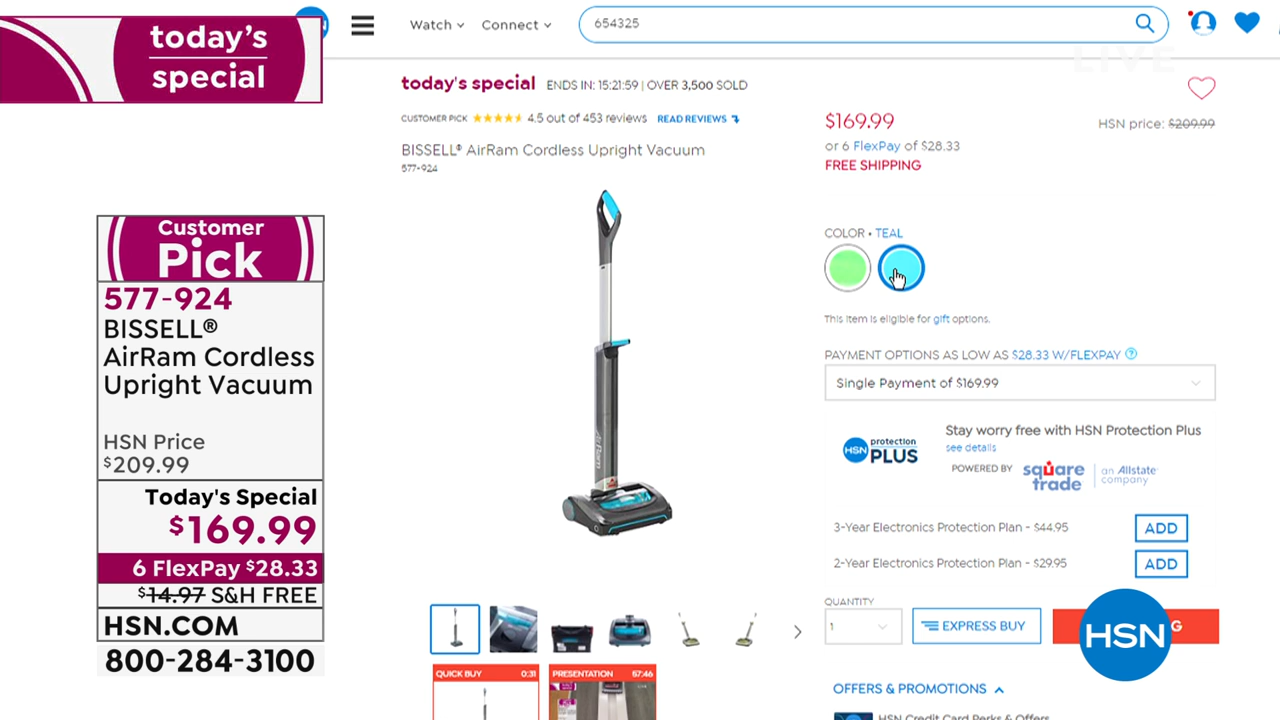 today's
special
Customer
Pick
577-924
BISSELL®
AirRam Cordless
Upright Vacuum
HSN Price
$209.99
Today's Special
$169.99
6 FlexPay $28.33
$14.97 S&H FREE
HSN.COM
800-284-3100
Watch
Connect
654325
LIVE
today's special ENDS IN: 15:21:59 | OVER 3,500 SOLD
CUSTOMER PICK 4.5 out of 453 reviews READ REVIEWS
BISSELL® AirRam Cordless Upright Vacuum
577-924
$169.99
HSN price: $209.99
or 6 FlexPay of $28.33
FREE SHIPPING
COLOR • TEAL
This item is eligible for gift options.
PAYMENT OPTIONS AS LOW AS $28.33 W/FLEXPAY ?
Single Payment of $169.99
HSN protection PLUS
Stay worry free with HSN Protection Plus
see details
POWERED BY square trade | an Allstate company
3-Year Electronics Protection Plan - $44.95 ADD
2-Year Electronics Protection Plan - $29.95 ADD
QUANTITY
1
EXPRESS BUY
HSN
QUICK BUY 0:31
PRESENTATION 57:46
OFFERS & PROMOTIONS
HSN Credit Card Perks & Offers